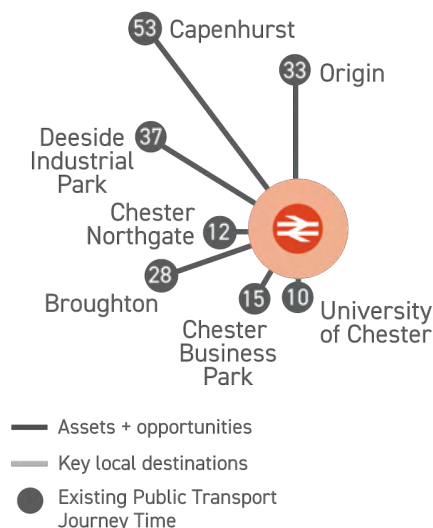 53 Capenhurst
33 Origin
Deeside 37
Industrial
Park
Chester
Northgate 12
28
Broughton
15
Chester
Business
Park
10 University
of Chester
Assets + opportunities
Key local destinations
Existing Public Transport
Journey Time